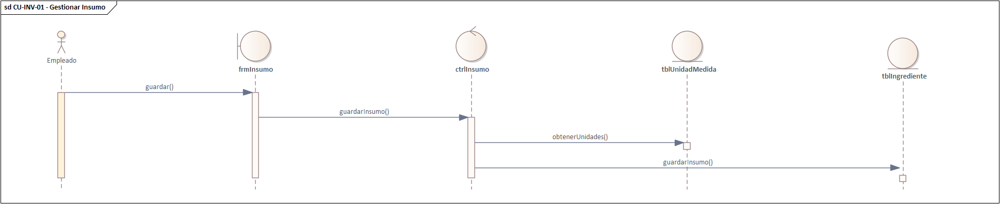 sd CU-INV-01 - Gestionar Insumo
Empleado
frmInsumo
ctrlInsumo
tblUnidadMedida
tblIngrediente
guardar()
guardarInsumo()
obtenerUnidades()
guardarInsumo()